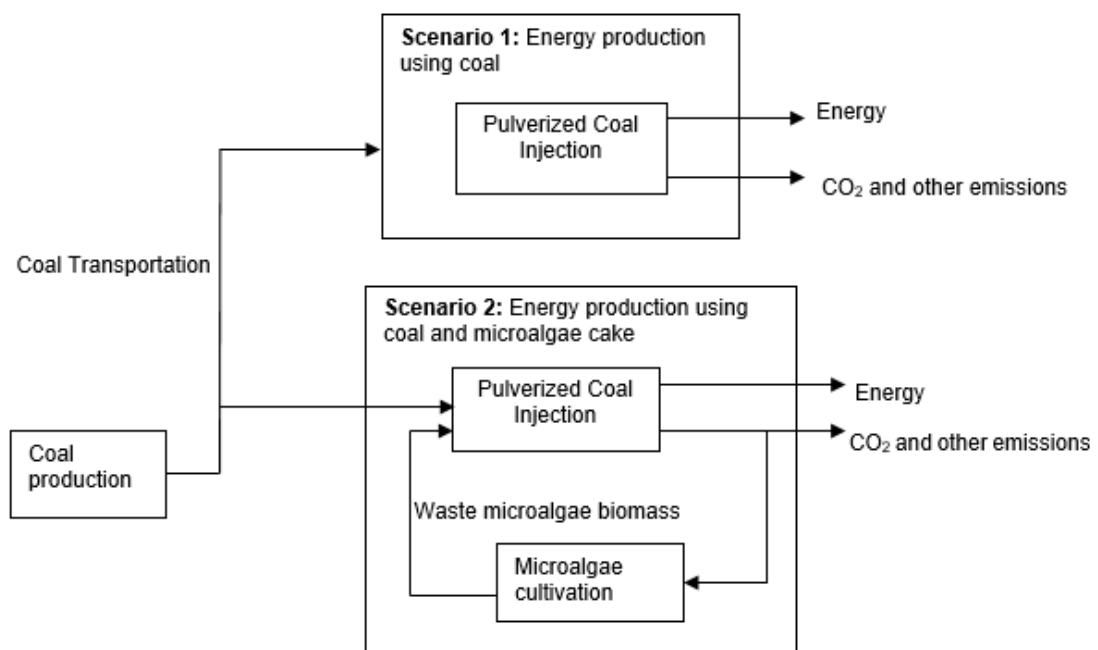 Scenario 1: Energy production
using coal
Pulverized Coal
Injection
Energy
CO₂ and other emissions
Coal Transportation
Scenario 2: Energy production using
coal and microalgae cake
Pulverized Coal
Injection
Energy
CO₂ and other emissions
Coal
production
Waste microalgae biomass
Microalgae
cultivation